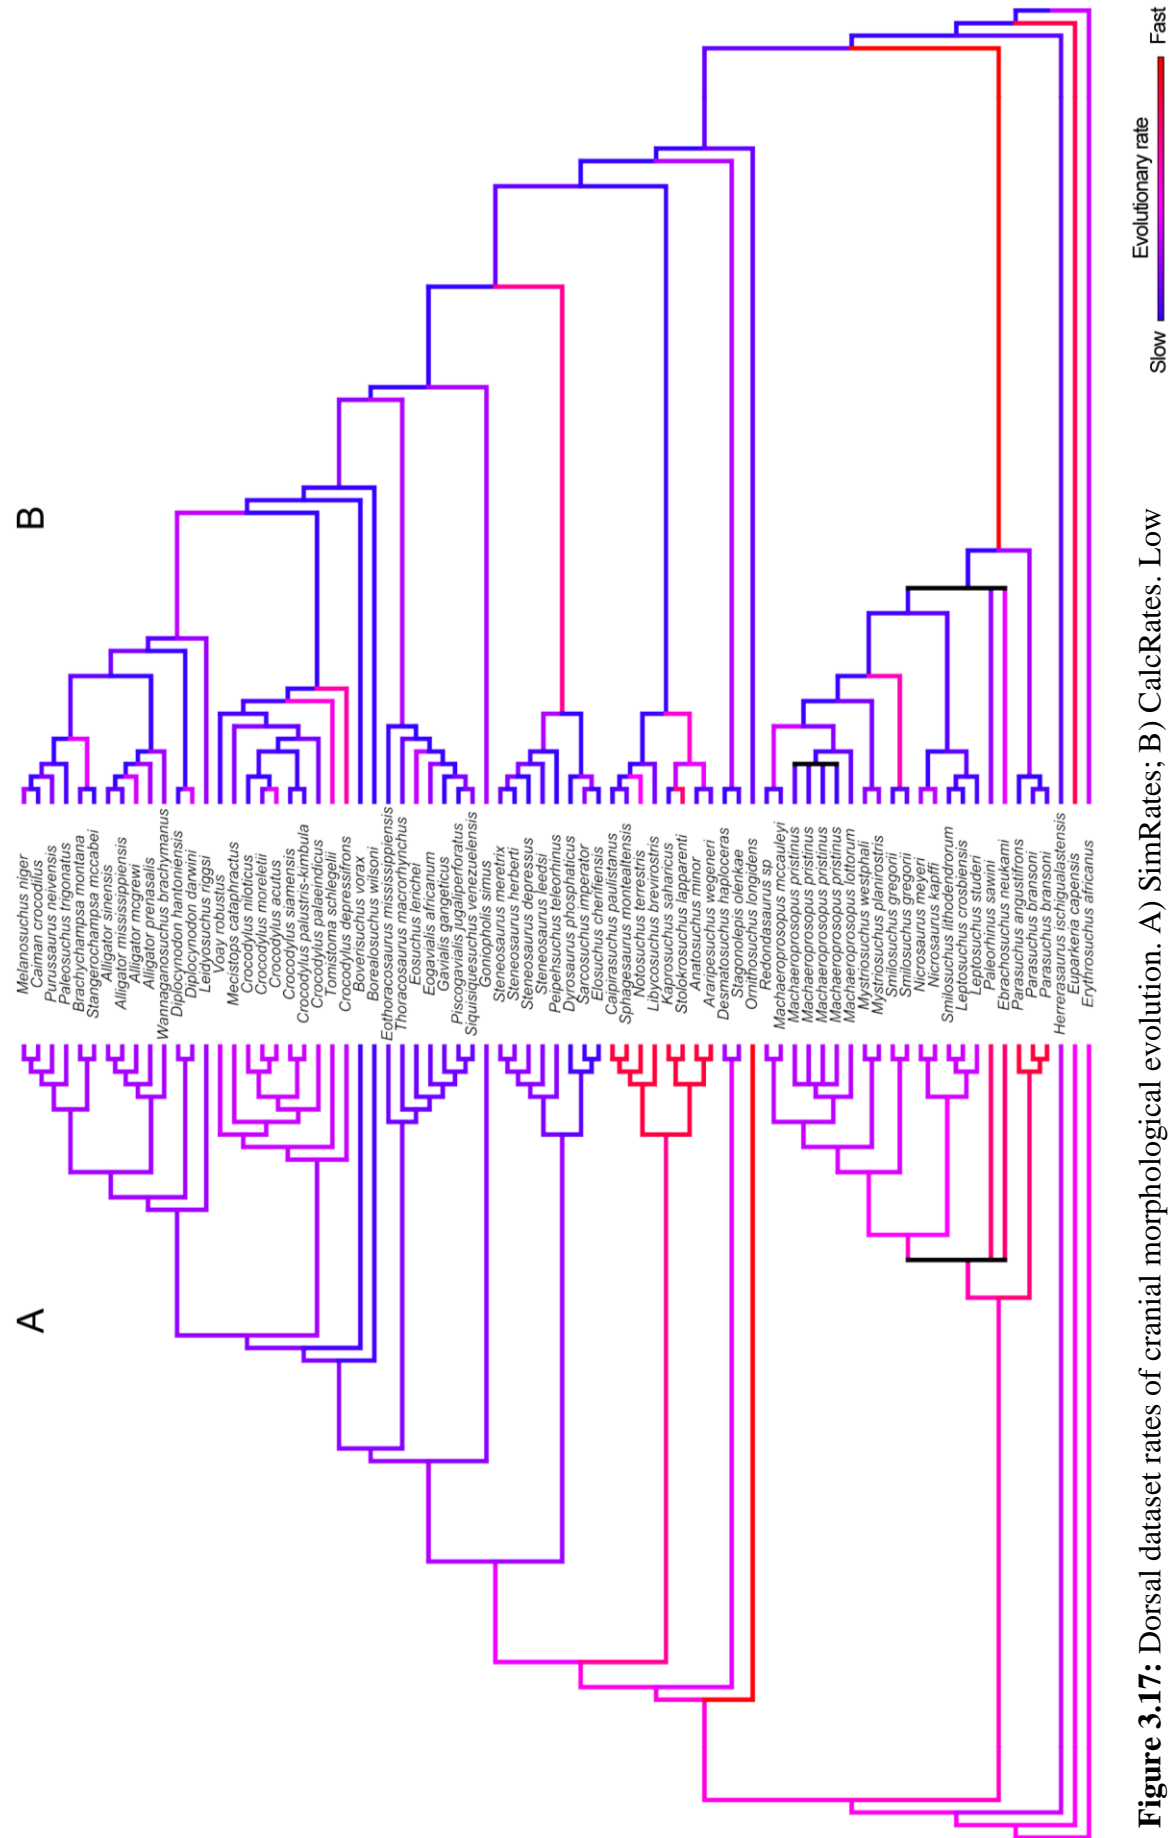 A
B
Melanosuchus niger
Caiman crocodilus
Purussaurus neivensis
Paleosuchus trigonatus
Brachychampsa montana
Stangerochampsa mccabei
Alligator sinensis
Alligator mississippiensis
Alligator mcgrewi
Alligator prenasalis
Wannaganosuchus brachymanus
Diplocynodon hantoniensis
Diplocynodon darwini
Leidyosuchus riggsi
Voay robustus
Mecistops cataphractus
Crocodylus niloticus
Crocodylus moreletii
Crocodylus acutus
Crocodylus siamensis
Crocodylus palustris-kimbula
Crocodylus palaeindicus
Tomistoma schlegelii
Crocodylus depressifrons
Boverisuchus vorax
Borealosuchus wilsoni
Eothoracosaurus mississippiensis
Thoracosaurus macrorhynchus
Eosuchus lerichei
Eogavialis africanum
Gavialis gangeticus
Piscogavialis jugaliperforatus
Siquisiquesuchus venezuelensis
Goniopholis simus
Steneosaurus meretrix
Steneosaurus herberti
Steneosaurus depressus
Steneosaurus leedsi
Peipehsuchus teleorhinus
Dyrosaurus phosphaticus
Sarcosuchus imperator
Elosuchus cherifiensis
Caipirasuchus paulistanus
Sphagesaurus montealtensis
Notosuchus terrestris
Libycosuchus brevirostris
Kaprosuchus saharicus
Stolokrosuchus lapparenti
Anatosuchus minor
Araripesuchus wegeneri
Desmatosuchus haploceras
Stagonolepis olenkae
Ornithosuchus longidens
Redondasaurus sp
Machaeroprosopus mccauleyi
Machaeroprosopus pristinus
Machaeroprosopus pristinus
Machaeroprosopus pristinus
Machaeroprosopus pristinus
Machaeroprosopus lottorum
Mystriosuchus westphali
Mystriosuchus planirostris
Smilosuchus gregorii
Smilosuchus gregorii
Nicrosaurus meyeri
Nicrosaurus kapffi
Smilosuchus lithodendrorum
Leptosuchus crosbiensis
Leptosuchus studeri
Paleorhinus sawini
Ebrachosuchus neukami
Parasuchus angustifrons
Parasuchus bransoni
Parasuchus bransoni
Herrerasaurus ischigualastensis
Euparkeria capensis
Erythrosuchus africanus
Evolutionary rate
Slow Fast
Figure 3.17: Dorsal dataset rates of cranial morphological evolution. A) SimRates; B) CalcRates. Low